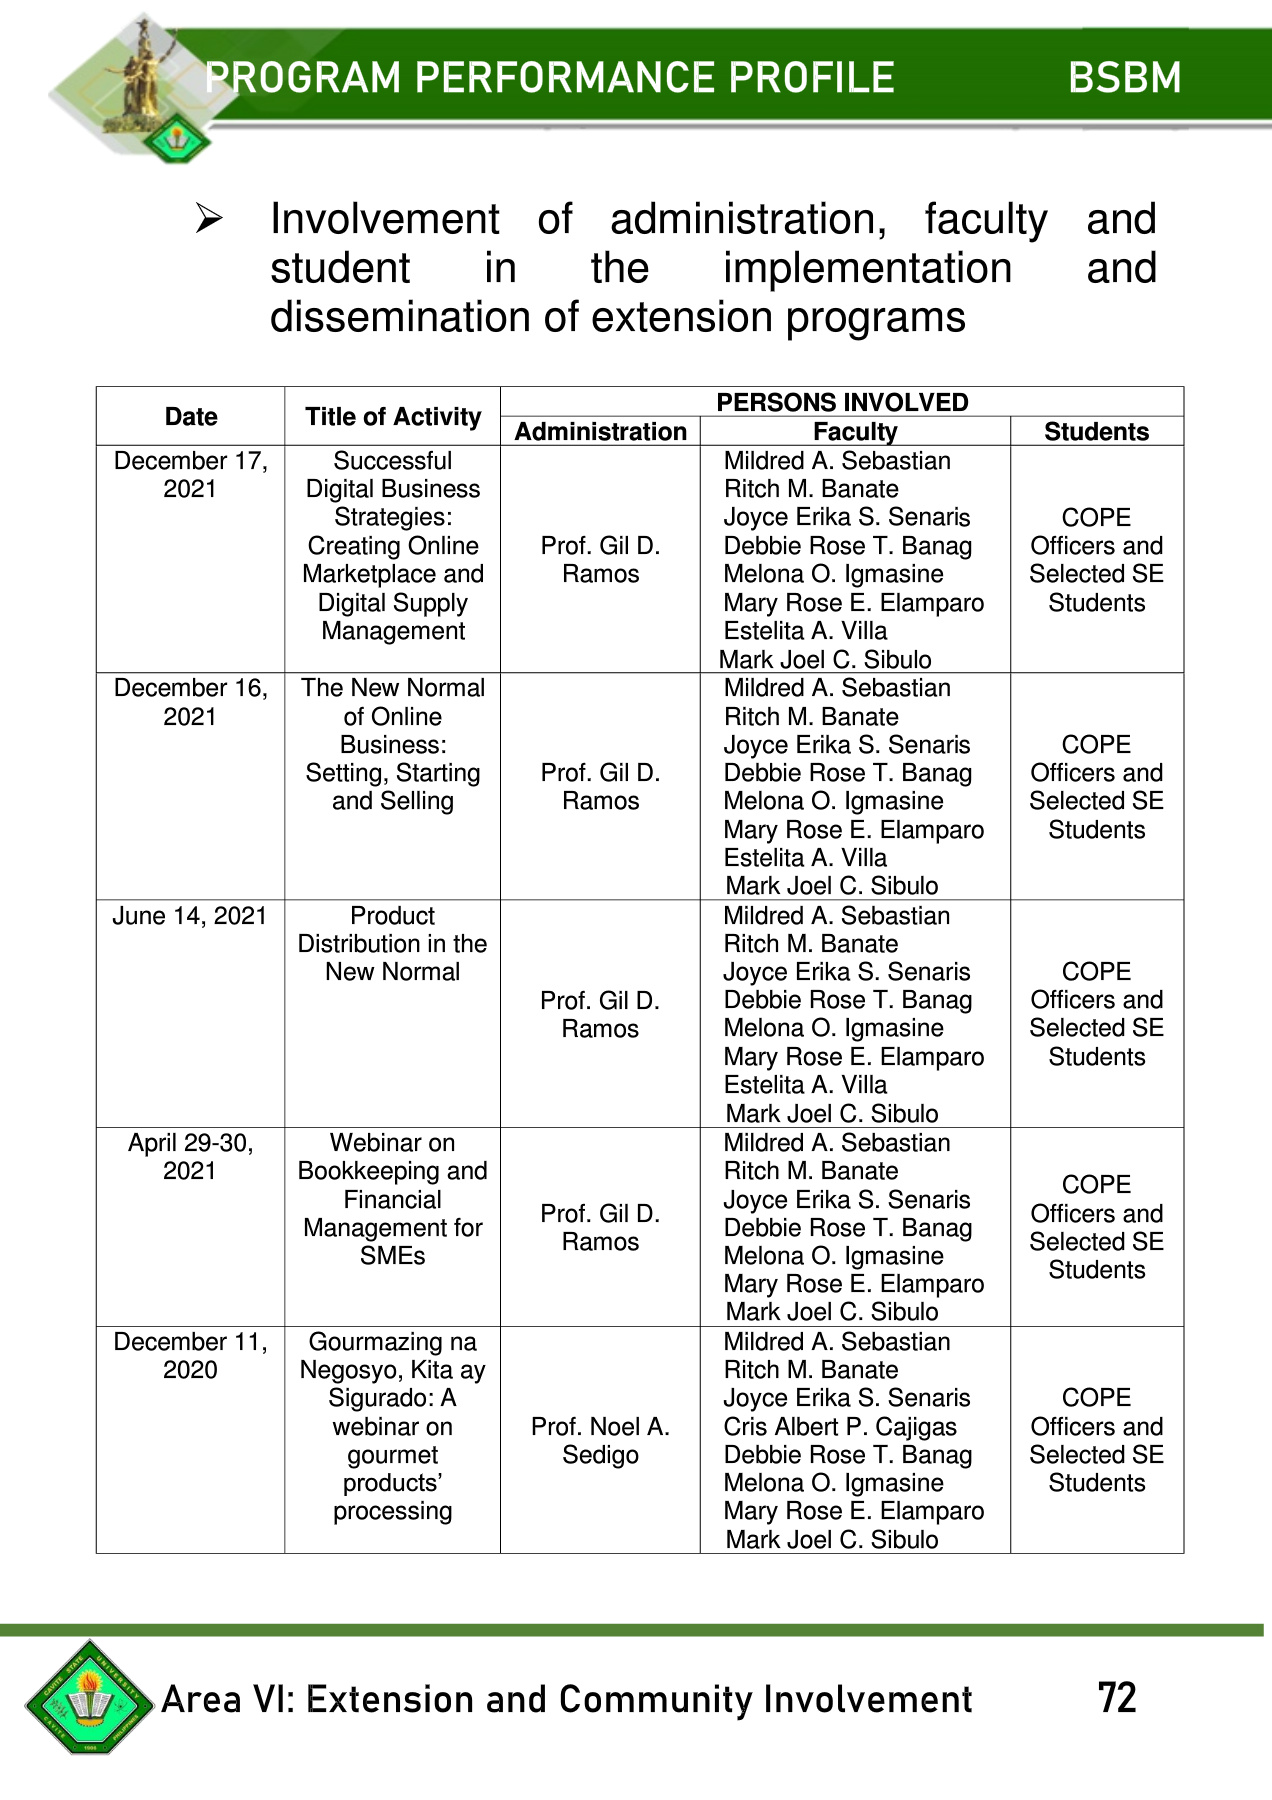 PROGRAM PERFORMANCE PROFILE BSBM
➢ Involvement of administration, faculty and
student in the implementation and
dissemination of extension programs
Date Title of Activity PERSONS INVOLVED
Administration Faculty Students
December 17,
2021
Successful
Digital Business
Strategies:
Creating Online
Marketplace and
Digital Supply
Management
Prof. Gil D.
Ramos
Mildred A. Sebastian
Ritch M. Banate
Joyce Erika S. Senaris
Debbie Rose T. Banag
Melona O. Igmasine
Mary Rose E. Elamparo
Estelita A. Villa
Mark Joel C. Sibulo
COPE
Officers and
Selected SE
Students
December 16,
2021
The New Normal
of Online
Business:
Setting, Starting
and Selling
Prof. Gil D.
Ramos
Mildred A. Sebastian
Ritch M. Banate
Joyce Erika S. Senaris
Debbie Rose T. Banag
Melona O. Igmasine
Mary Rose E. Elamparo
Estelita A. Villa
Mark Joel C. Sibulo
COPE
Officers and
Selected SE
Students
June 14, 2021
Product
Distribution in the
New Normal
Prof. Gil D.
Ramos
Mildred A. Sebastian
Ritch M. Banate
Joyce Erika S. Senaris
Debbie Rose T. Banag
Melona O. Igmasine
Mary Rose E. Elamparo
Estelita A. Villa
Mark Joel C. Sibulo
COPE
Officers and
Selected SE
Students
April 29-30,
2021
Webinar on
Bookkeeping and
Financial
Management for
SMEs
Prof. Gil D.
Ramos
Mildred A. Sebastian
Ritch M. Banate
Joyce Erika S. Senaris
Debbie Rose T. Banag
Melona O. Igmasine
Mary Rose E. Elamparo
Mark Joel C. Sibulo
COPE
Officers and
Selected SE
Students
December 11,
2020
Gourmazing na
Negosyo, Kita ay
Sigurado: A
webinar on
gourmet
products’
processing
Prof. Noel A.
Sedigo
Mildred A. Sebastian
Ritch M. Banate
Joyce Erika S. Senaris
Cris Albert P. Cajigas
Debbie Rose T. Banag
Melona O. Igmasine
Mary Rose E. Elamparo
Mark Joel C. Sibulo
COPE
Officers and
Selected SE
Students
CAVITE STATE UNIVERSITY
CAVITE PHILIPPINES
1906
Area VI: Extension and Community Involvement 72